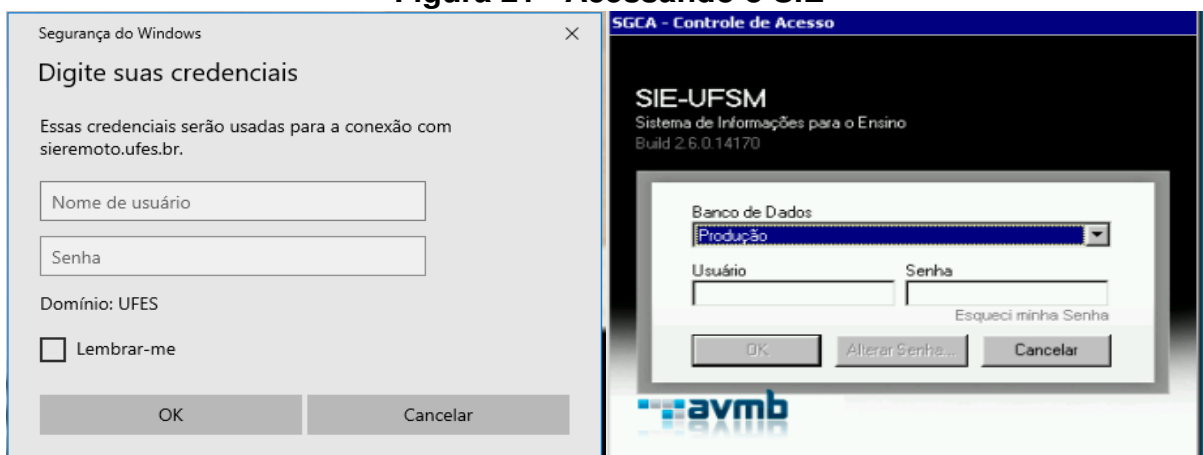 Figura 27 - Acessando o SIE
Segurança do Windows
Digite suas credenciais
Essas credenciais serão usadas para a conexão com
sieremoto.ufes.br.
Nome de usuário
Senha
Domínio: UFES
Lembrar-me
OK
Cancelar
SGCA - Controle de Acesso
SIE-UFSM
Sistema de Informações para o Ensino
Build 2.6.0.14170
Banco de Dados
Produção
Usuário
Senha
Esqueci minha Senha
OK
Alterar Senha...
Cancelar
avmb